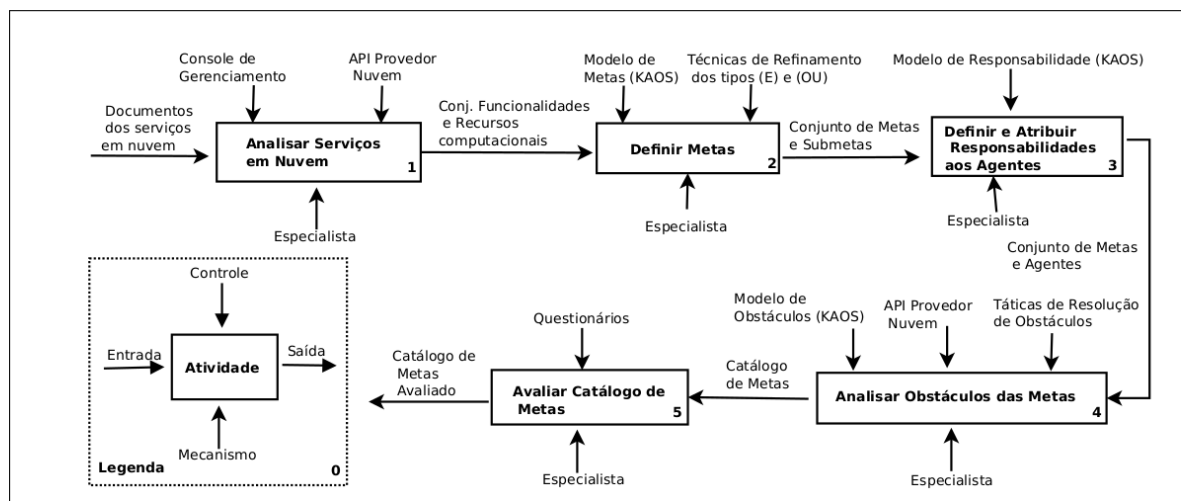 Console de
Gerenciamento
API Provedor
Nuvem
Documentos
dos serviços
em nuvem
Analisar Serviços
em Nuvem
1
Especialista
Conj. Funcionalidades
e Recursos
computacionais
Modelo de
Metas (KAOS)
Técnicas de Refinamento
dos tipos (E) e (OU)
Definir Metas
2
Especialista
Conjunto de Metas
e Submetas
Modelo de Responsabilidade (KAOS)
Definir e Atribuir
Responsabilidades
aos Agentes
3
Especialista
Conjunto de Metas
e Agentes
Modelo de
Obstáculos (KAOS)
API Provedor
Nuvem
Táticas de Resolução
de Obstáculos
Analisar Obstáculos das Metas
4
Especialista
Catálogo
de Metas
Questionários
Avaliar Catálogo de
Metas
5
Especialista
Catálogo de
Metas
Avaliado
Controle
Entrada
Atividade
Saída
Mecanismo
Legenda
0